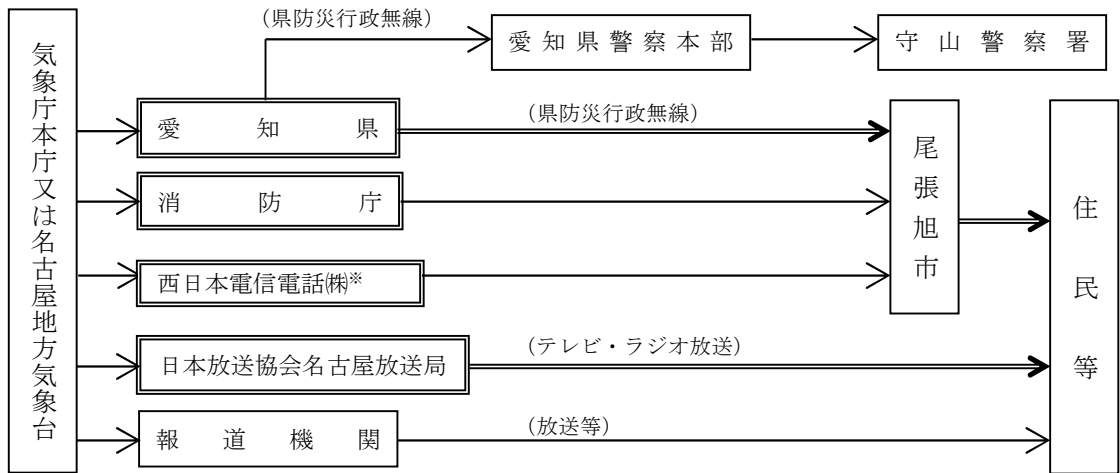 気象庁本庁又は名古屋地方気象台
(県防災行政無線)
愛知県警察本部
守山警察署
愛知県
(県防災行政無線)
消防庁
西日本電信電話㈱※
尾張旭市
日本放送協会名古屋放送局
(テレビ・ラジオ放送)
報道機関
(放送等)
住民等